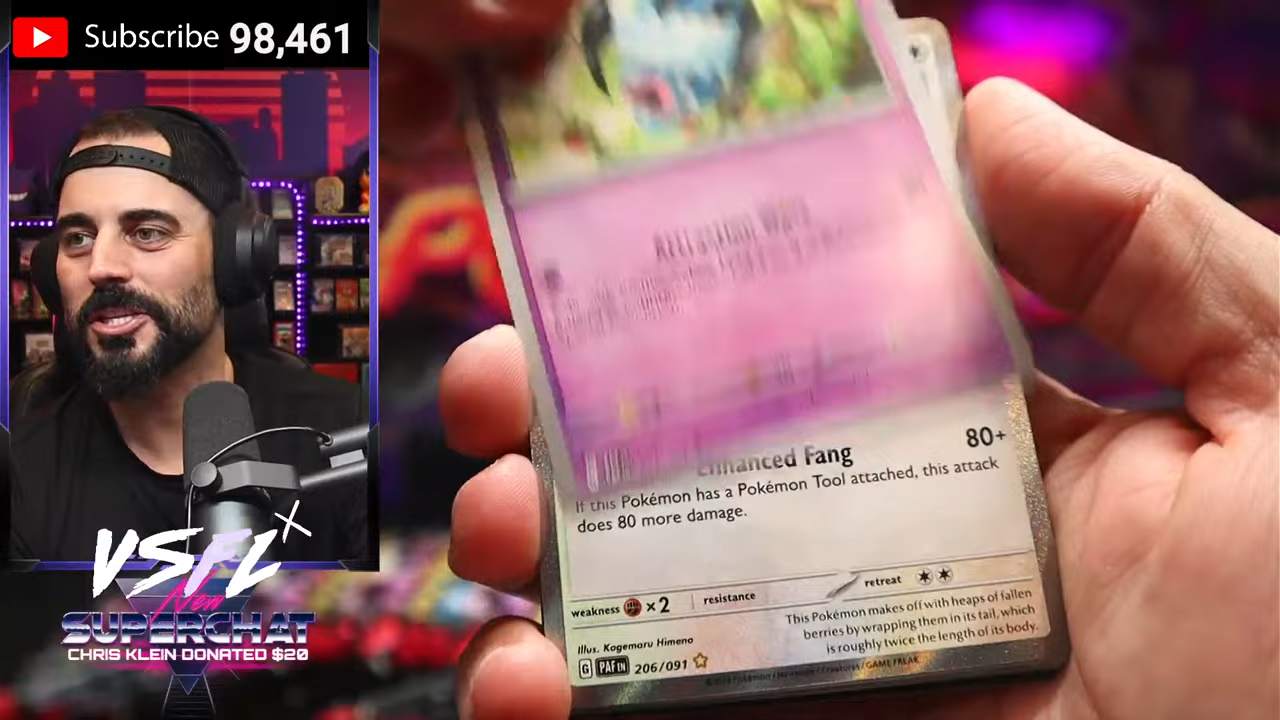 Subscribe 98,461
Enhanced Fang
80+
If this Pokémon has a Pokémon Tool attached, this attack
does 80 more damage.
weakness ×2 resistance retreat
This Pokémon makes off with heaps of fallen
berries by wrapping them in its tail, which
is roughly twice the length of its body.
Illus. Kogemaru Himeno
G PAF EN 206/091
VSFL
New
SUPERCHAT
CHRIS KLEIN DONATED $20